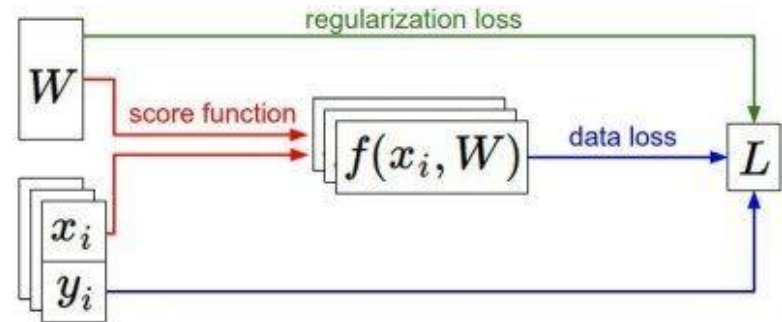 regularization loss
W
score function
f(x_i, W)
data loss
L
x_i
y_i